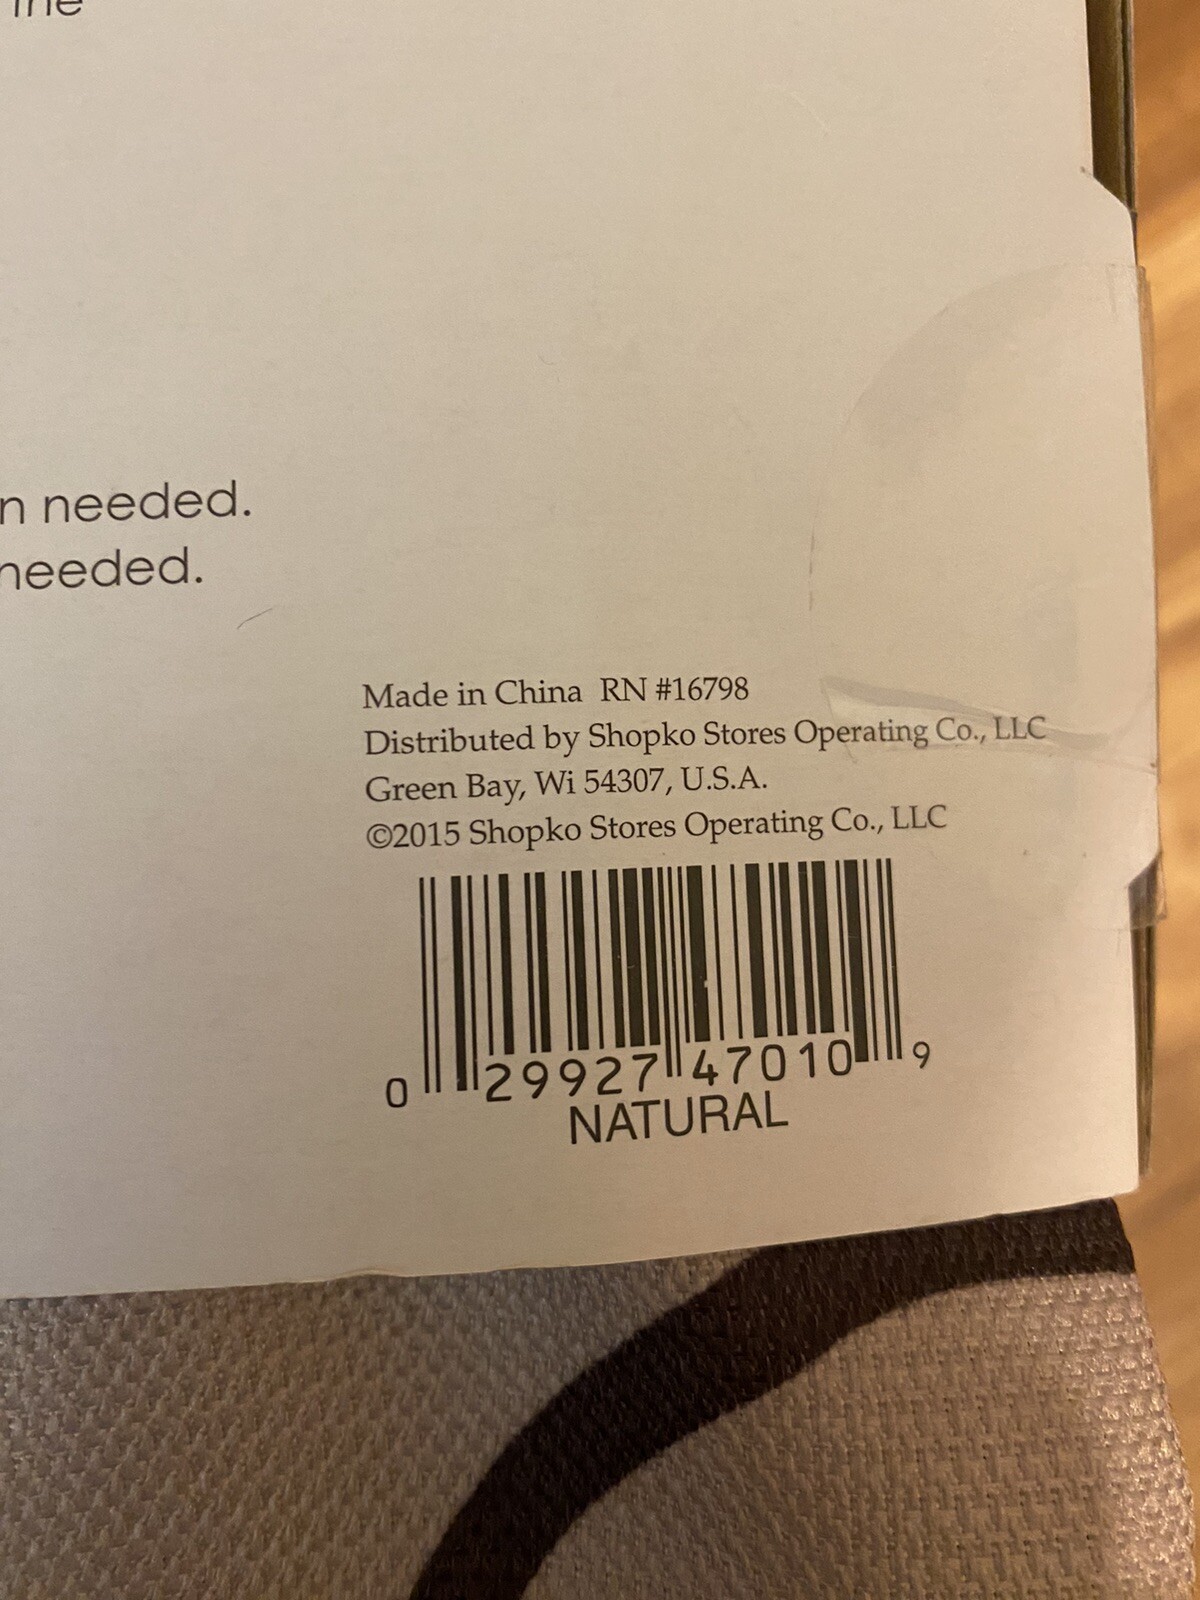 the
n needed.
needed.
Made in China RN #16798
Distributed by Shopko Stores Operating Co., LLC
Green Bay, Wi 54307, U.S.A.
©2015 Shopko Stores Operating Co., LLC
0 29927 47010 9
NATURAL